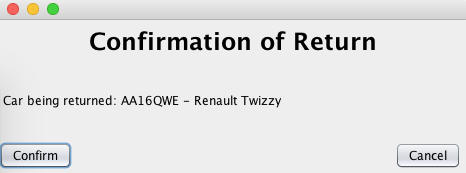 Confirmation of Return
Car being returned: AA16QWE - Renault Twizzy
Confirm
Cancel